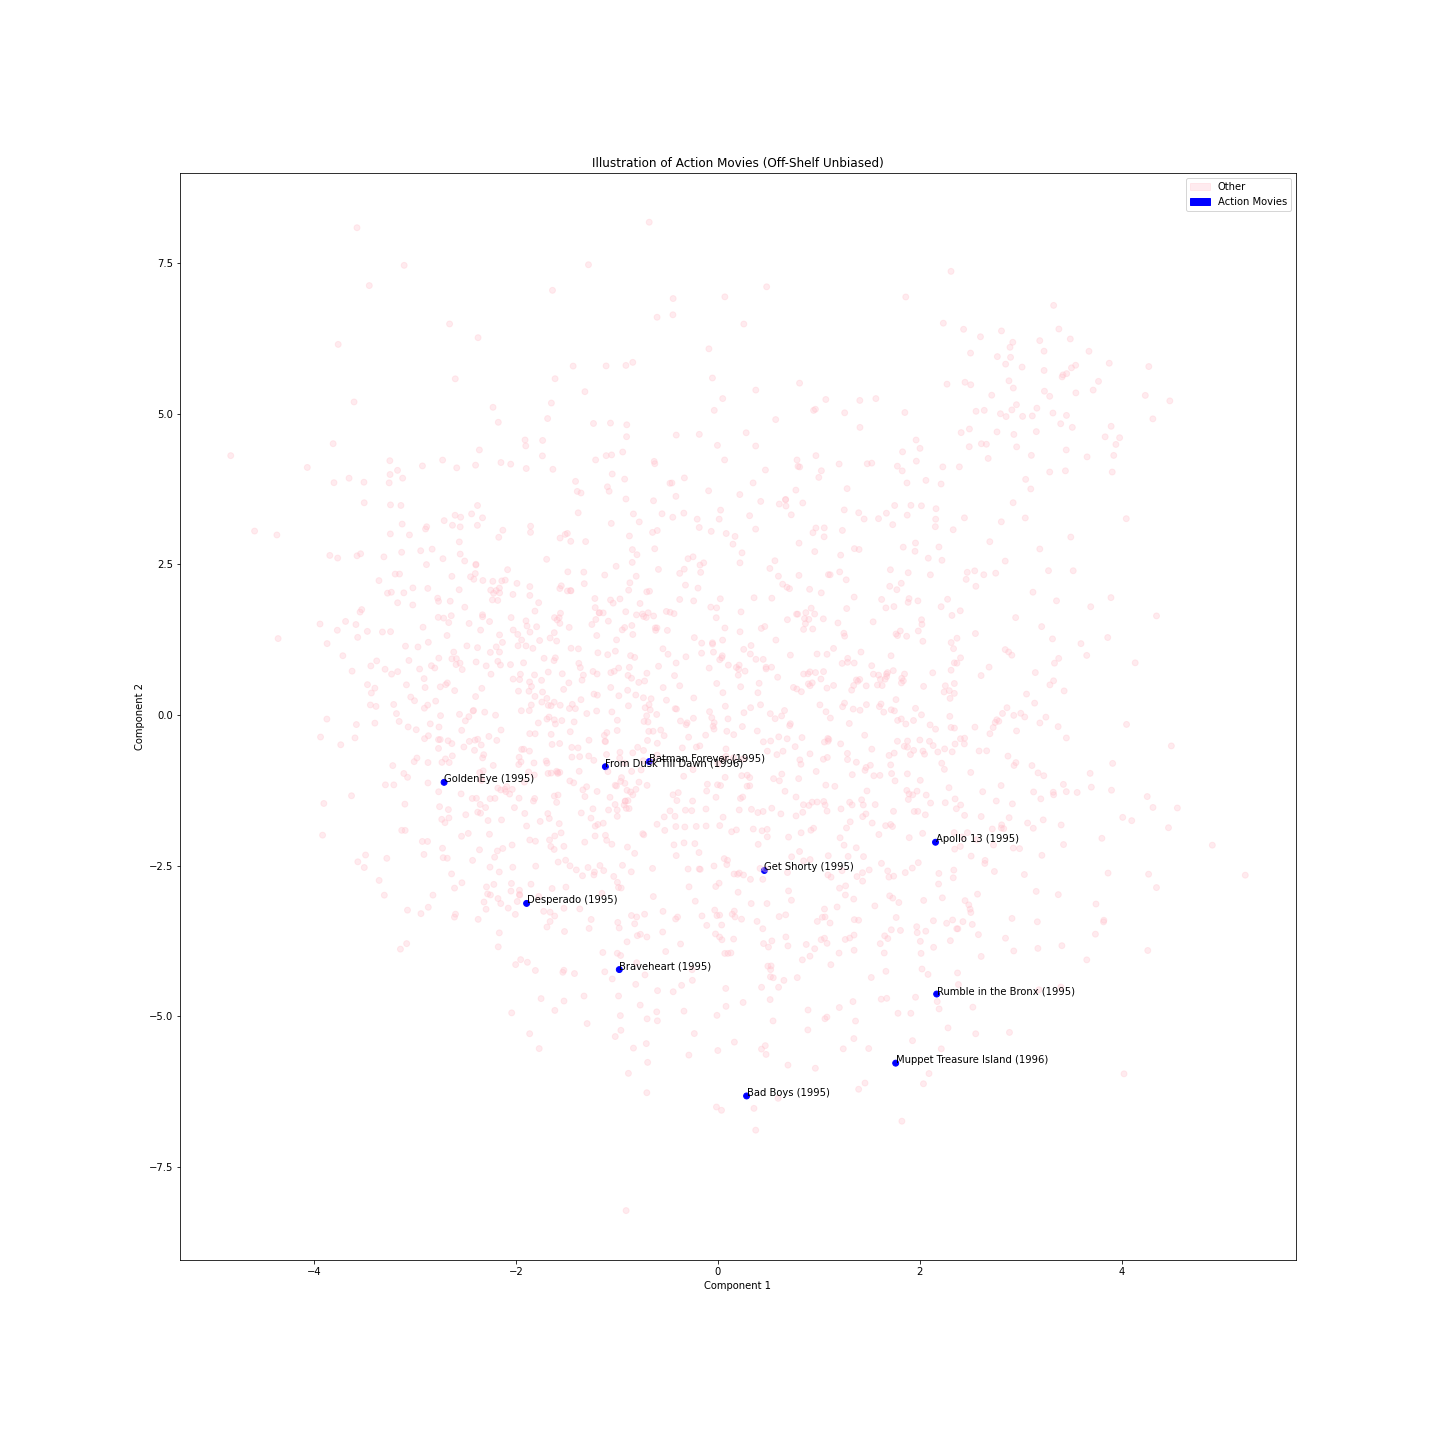 Illustration of Action Movies (Off-Shelf Unbiased)
Other
Action Movies
7.5
5.0
2.5
0.0
−2.5
−5.0
−7.5
Component 2
Batman Forever (1995)
From Dusk Till Dawn (1996)
GoldenEye (1995)
Apollo 13 (1995)
Get Shorty (1995)
Desperado (1995)
Braveheart (1995)
Rumble in the Bronx (1995)
Muppet Treasure Island (1996)
Bad Boys (1995)
−4
−2
0
2
4
Component 1